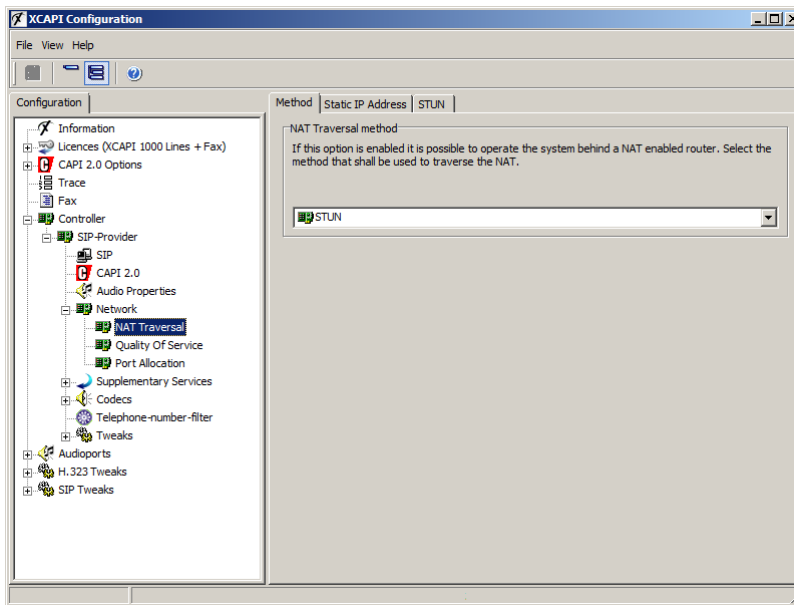 XCAPI Configuration
File View Help
Configuration
Method Static IP Address STUN
Information
Licences (XCAPI 1000 Lines + Fax)
CAPI 2.0 Options
Trace
Fax
Controller
SIP-Provider
SIP
CAPI 2.0
Audio Properties
Network
NAT Traversal
Quality Of Service
Port Allocation
Supplementary Services
Codecs
Telephone-number-filter
Tweaks
Audioports
H.323 Tweaks
SIP Tweaks
NAT Traversal method
If this option is enabled it is possible to operate the system behind a NAT enabled router. Select the
method that shall be used to traverse the NAT.
STUN